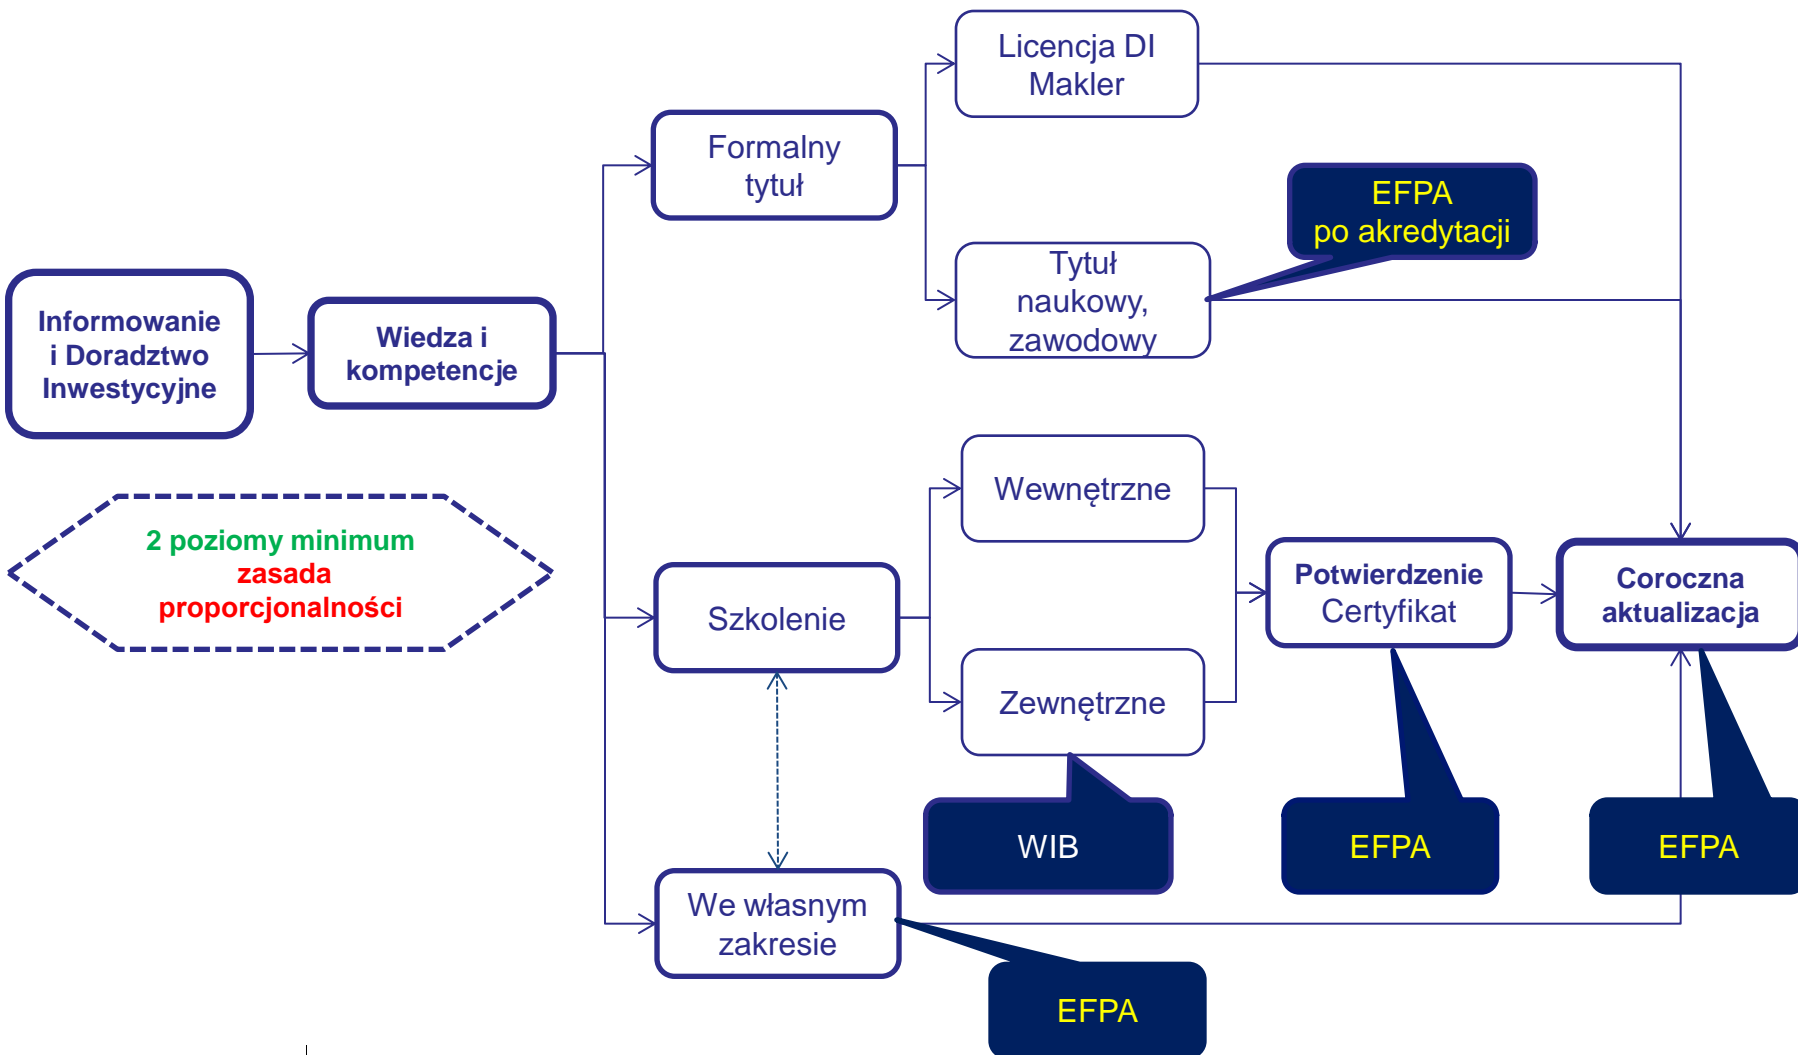 Licencja DI
Makler
Formalny
tytuł
EFPA
po akredytacji
Tytuł
naukowy,
zawodowy
Informowanie
i Doradztwo
Inwestycyjne
Wiedza i
kompetencje
Wewnętrzne
2 poziomy minimum
zasada
proporcjonalności
Potwierdzenie
Certyfikat
Coroczna
aktualizacja
Szkolenie
Zewnętrzne
WIB
EFPA
EFPA
We własnym
zakresie
EFPA